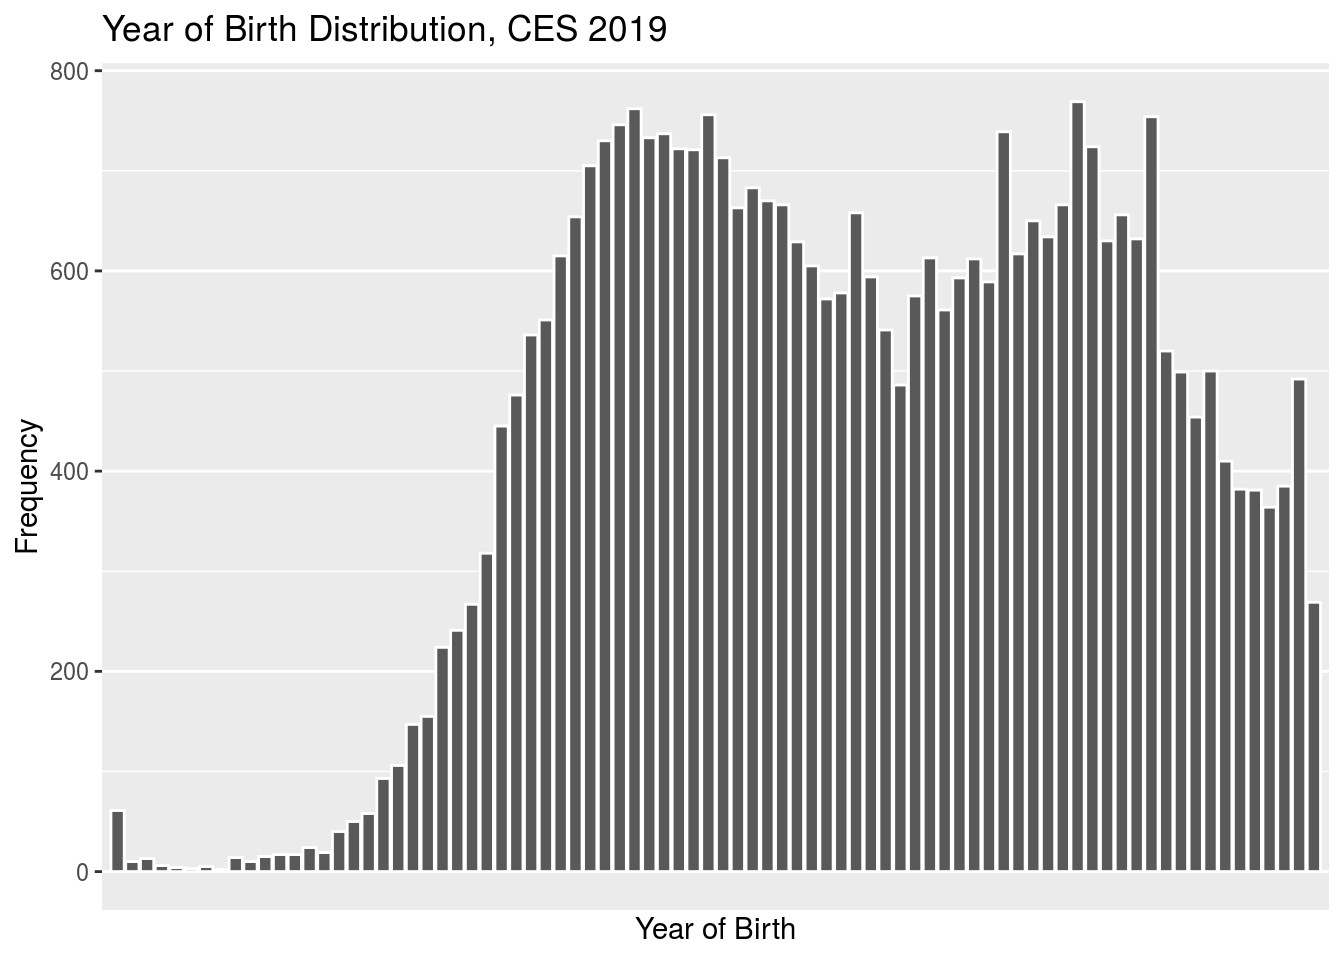 Year of Birth Distribution, CES 2019
800
600
400
200
0
Frequency
Year of Birth